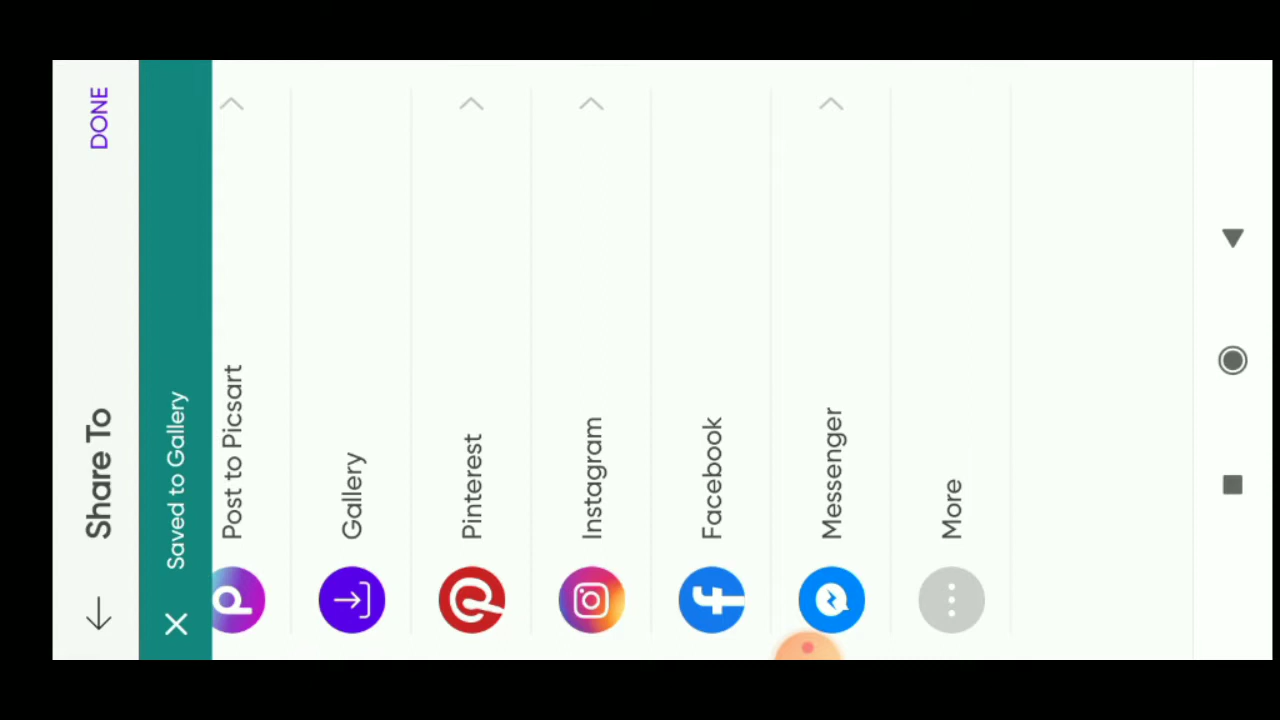 Share To
DONE
Saved to Gallery
Post to Picsart
Gallery
Pinterest
Instagram
Facebook
Messenger
More